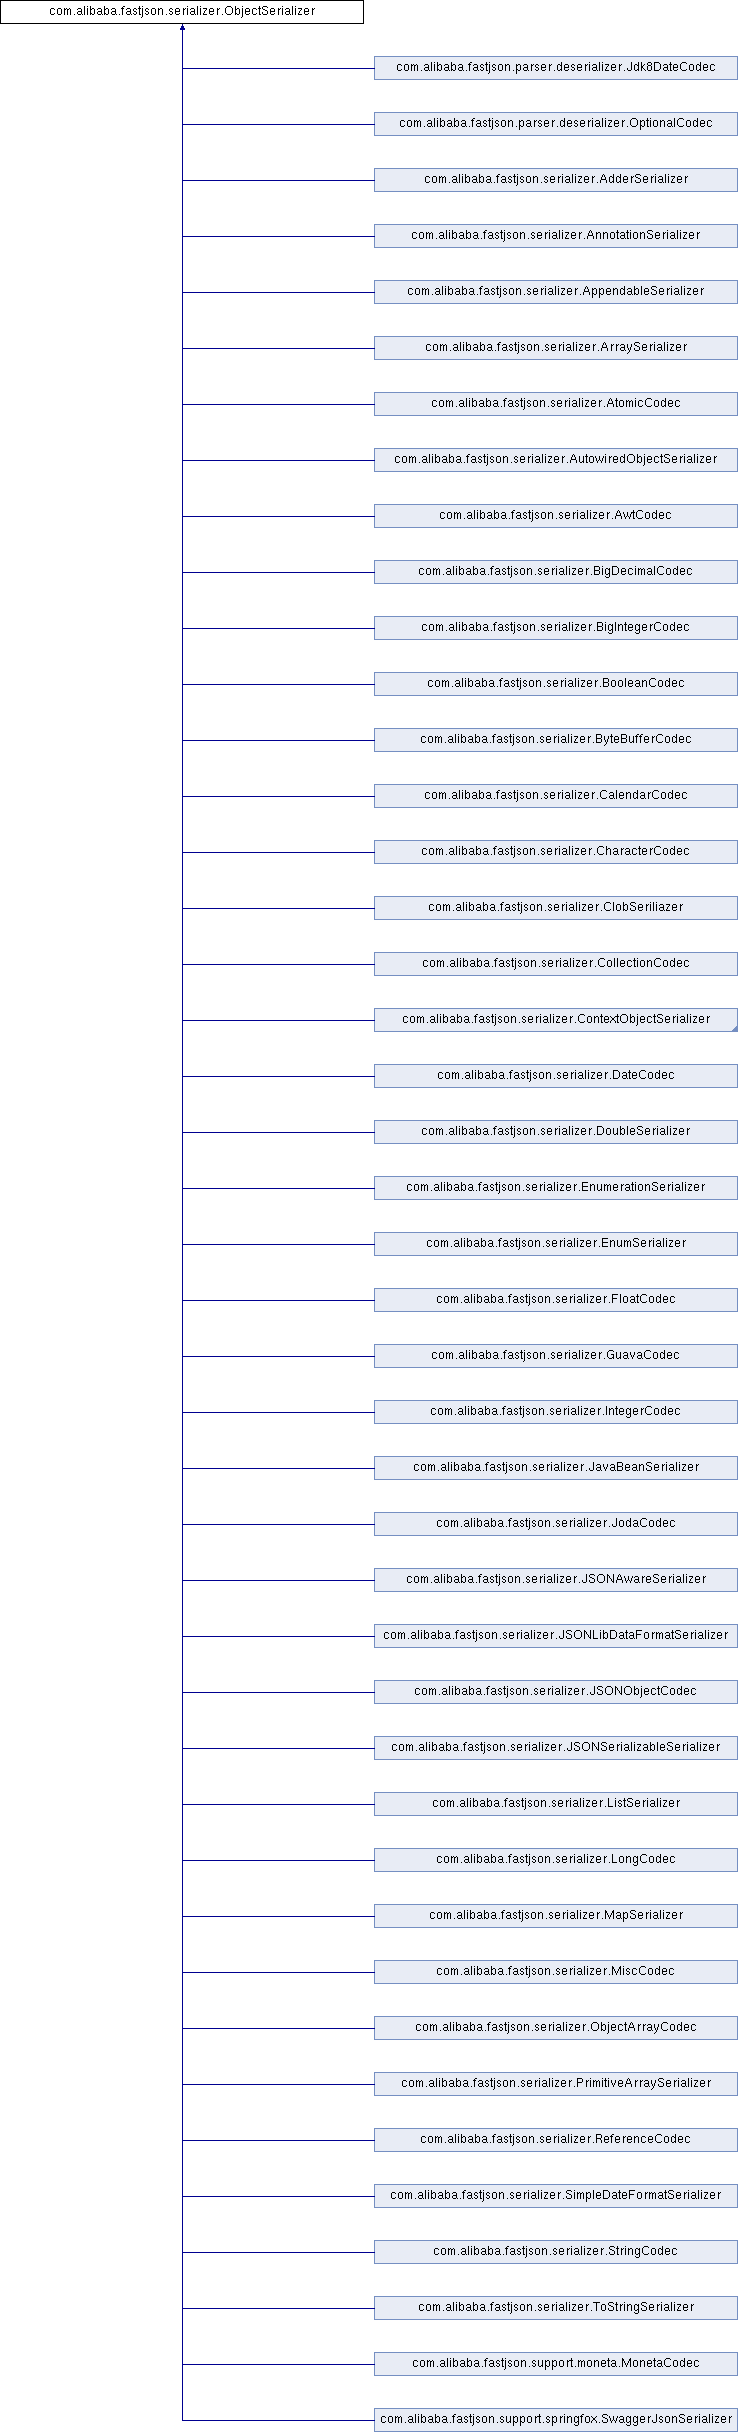 com.alibaba.fastjson.serializer.ObjectSerializer
com.alibaba.fastjson.parser.deserializer.Jdk8DateCodec
com.alibaba.fastjson.parser.deserializer.OptionalCodec
com.alibaba.fastjson.serializer.AdderSerializer
com.alibaba.fastjson.serializer.AnnotationSerializer
com.alibaba.fastjson.serializer.AppendableSerializer
com.alibaba.fastjson.serializer.ArraySerializer
com.alibaba.fastjson.serializer.AtomicCodec
com.alibaba.fastjson.serializer.AutowiredObjectSerializer
com.alibaba.fastjson.serializer.AwtCodec
com.alibaba.fastjson.serializer.BigDecimalCodec
com.alibaba.fastjson.serializer.BigIntegerCodec
com.alibaba.fastjson.serializer.BooleanCodec
com.alibaba.fastjson.serializer.ByteBufferCodec
com.alibaba.fastjson.serializer.CalendarCodec
com.alibaba.fastjson.serializer.CharacterCodec
com.alibaba.fastjson.serializer.ClobSeriliazer
com.alibaba.fastjson.serializer.CollectionCodec
com.alibaba.fastjson.serializer.ContextObjectSerializer
com.alibaba.fastjson.serializer.DateCodec
com.alibaba.fastjson.serializer.DoubleSerializer
com.alibaba.fastjson.serializer.EnumerationSerializer
com.alibaba.fastjson.serializer.EnumSerializer
com.alibaba.fastjson.serializer.FloatCodec
com.alibaba.fastjson.serializer.GuavaCodec
com.alibaba.fastjson.serializer.IntegerCodec
com.alibaba.fastjson.serializer.JavaBeanSerializer
com.alibaba.fastjson.serializer.JodaCodec
com.alibaba.fastjson.serializer.JSONAwareSerializer
com.alibaba.fastjson.serializer.JSONLibDataFormatSerializer
com.alibaba.fastjson.serializer.JSONObjectCodec
com.alibaba.fastjson.serializer.JSONSerializableSerializer
com.alibaba.fastjson.serializer.ListSerializer
com.alibaba.fastjson.serializer.LongCodec
com.alibaba.fastjson.serializer.MapSerializer
com.alibaba.fastjson.serializer.MiscCodec
com.alibaba.fastjson.serializer.ObjectArrayCodec
com.alibaba.fastjson.serializer.PrimitiveArraySerializer
com.alibaba.fastjson.serializer.ReferenceCodec
com.alibaba.fastjson.serializer.SimpleDateFormatSerializer
com.alibaba.fastjson.serializer.StringCodec
com.alibaba.fastjson.serializer.ToStringSerializer
com.alibaba.fastjson.support.moneta.MonetaCodec
com.alibaba.fastjson.support.springfox.SwaggerJsonSerializer